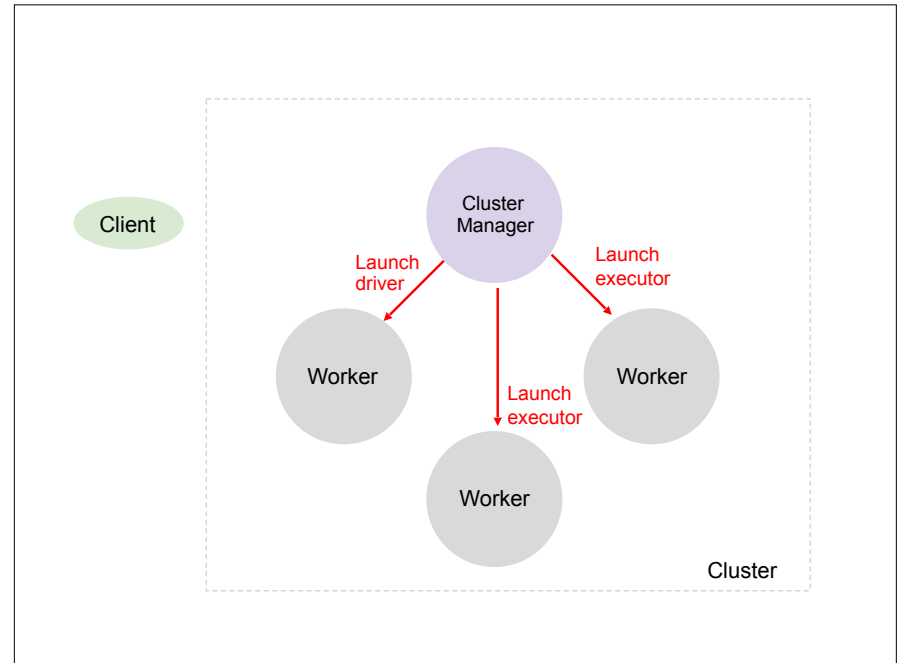 Cluster
Manager
Client
Launch
driver
Launch
executor
Worker
Worker
Launch
executor
Worker
Cluster